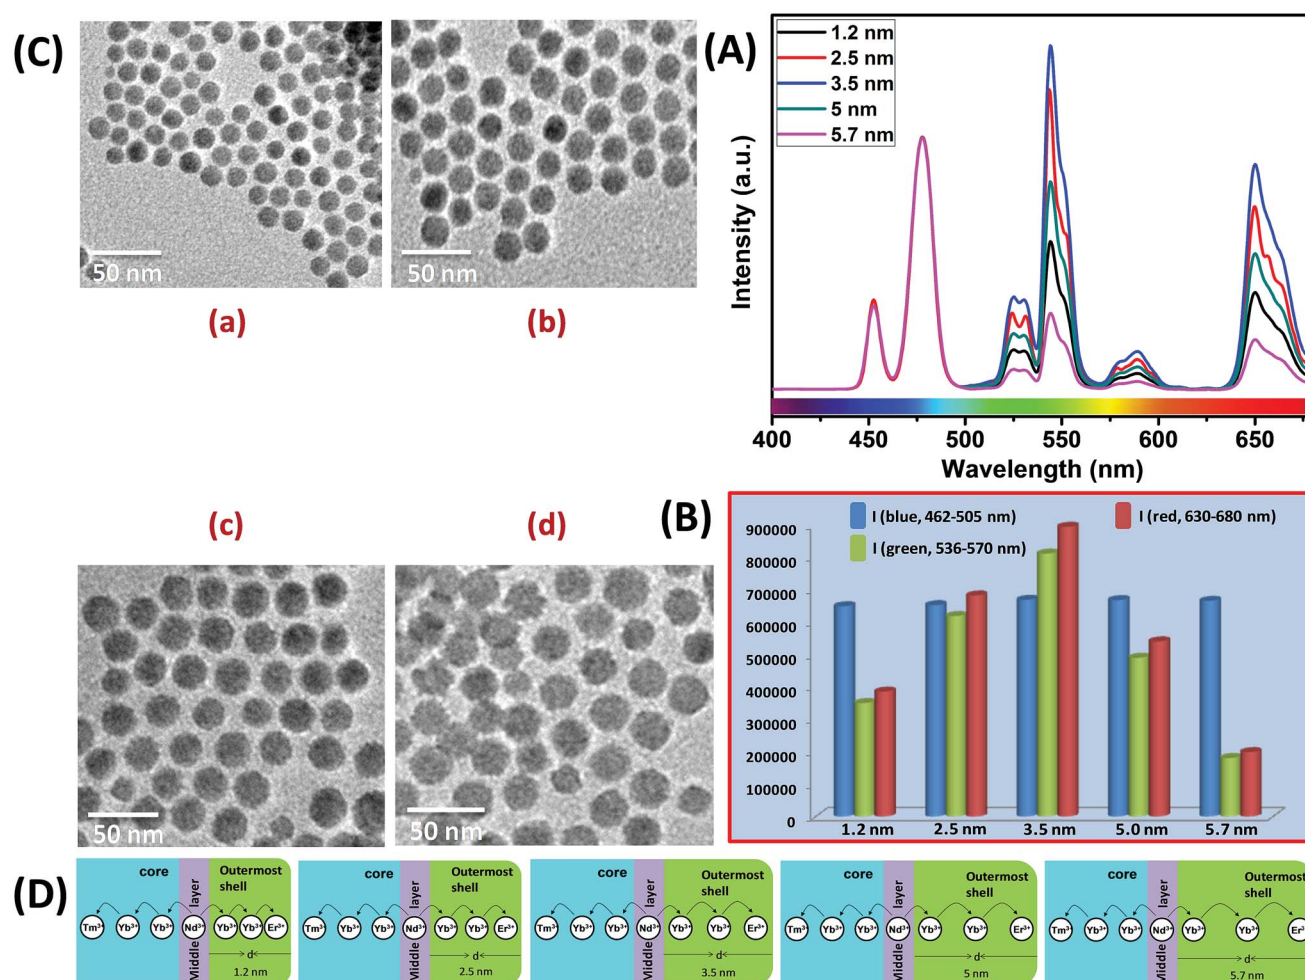 (C)
50 nm
(a)
50 nm
(b)
(A)
1.2 nm
2.5 nm
3.5 nm
5 nm
5.7 nm
Intensity (a.u.)
400 450 500 550 600 650
Wavelength (nm)
(c)
50 nm
(d)
50 nm
(B)
I (blue, 462-505 nm)
I (red, 630-680 nm)
I (green, 536-570 nm)
900000
800000
700000
600000
500000
400000
300000
200000
100000
0
1.2 nm 2.5 nm 3.5 nm 5.0 nm 5.7 nm
(D)
core
Middle layer
Outermost
shell
Tm³⁺ Yb³⁺ Yb³⁺ Nd³⁺ Yb³⁺ Yb³⁺ Er³⁺
d
1.2 nm
core
Middle layer
Outermost
shell
Tm³⁺ Yb³⁺ Yb³⁺ Nd³⁺ Yb³⁺ Yb³⁺ Er³⁺
d
2.5 nm
core
Middle layer
Outermost
shell
Tm³⁺ Yb³⁺ Yb³⁺ Nd³⁺ Yb³⁺ Yb³⁺ Er³⁺
d
3.5 nm
core
Middle layer
Outermost
shell
Tm³⁺ Yb³⁺ Yb³⁺ Nd³⁺ Yb³⁺ Yb³⁺ Er³⁺
d
5 nm
core
Middle layer
Outermost
shell
Tm³⁺ Yb³⁺ Yb³⁺ Nd³⁺ Yb³⁺ Yb³⁺
d
5.7 nm